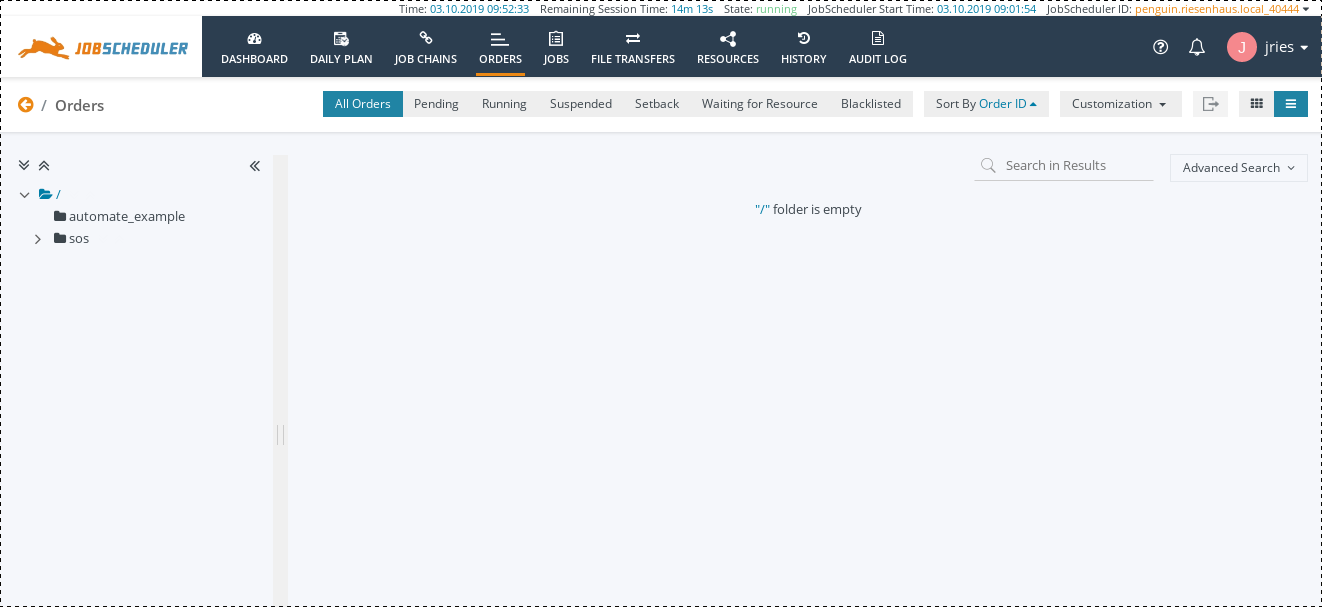 Time: 03.10.2019 09:52:33 Remaining Session Time: 14m 13s State: running JobScheduler Start Time: 03.10.2019 09:01:54 JobScheduler ID: penguin.riesenhaus.local_40444
JOBSCHEDULER
DASHBOARD DAILY PLAN JOB CHAINS ORDERS JOBS FILE TRANSFERS RESOURCES HISTORY AUDIT LOG
J jries
/ Orders
All Orders Pending Running Suspended Setback Waiting for Resource Blacklisted Sort By Order ID Customization
Search in Results Advanced Search
/
automate_example
sos
"/" folder is empty